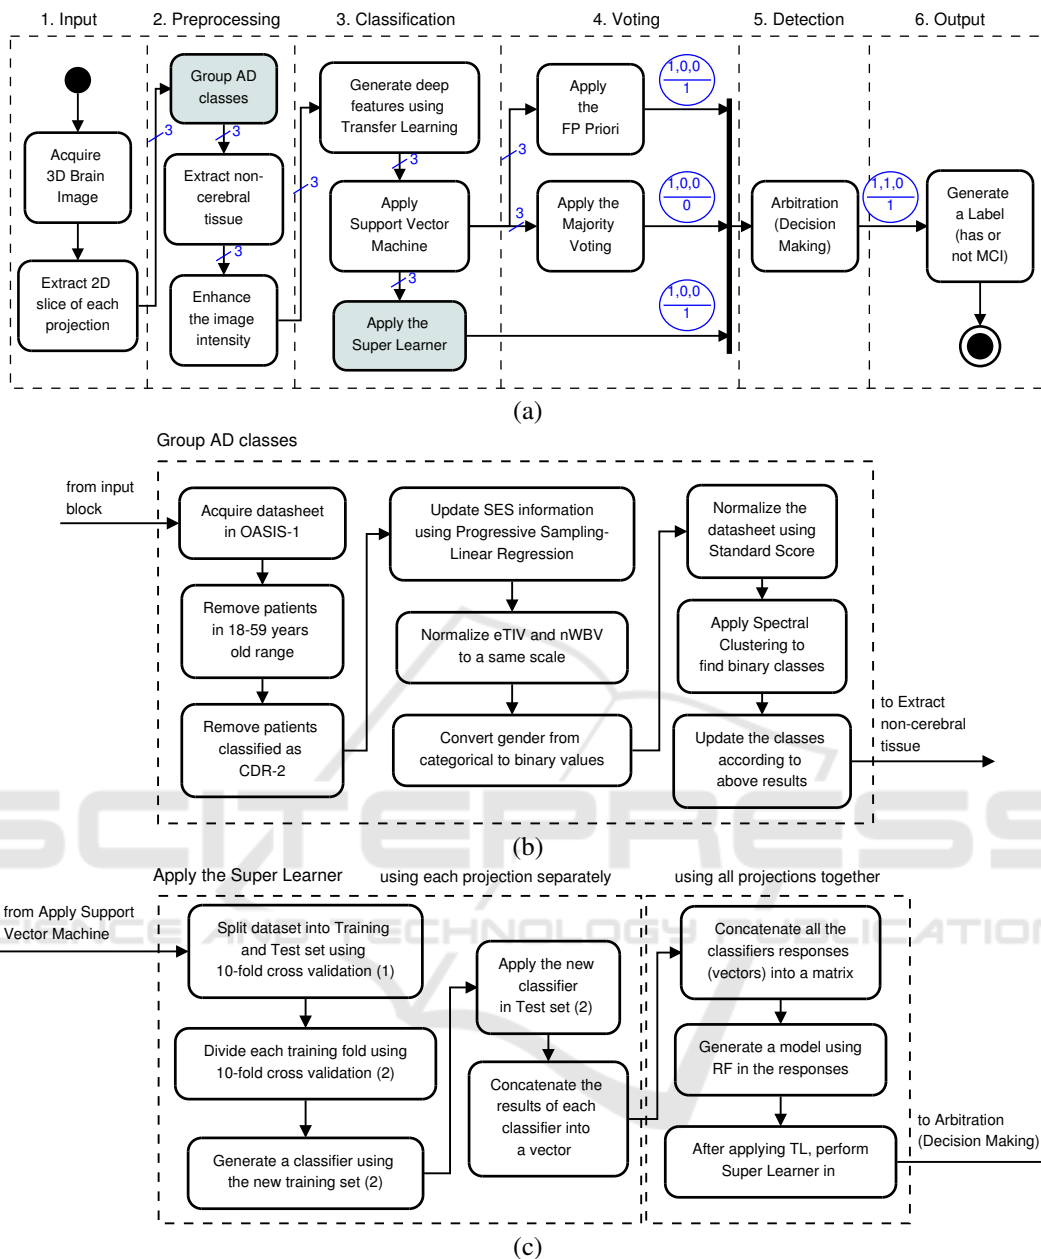 1. Input
2. Preprocessing
3. Classification
4. Voting
5. Detection
6. Output
Acquire
3D Brain
Image
Extract 2D
slice of each
projection
3
Group AD
classes
3
Extract non-
cerebral
tissue
3
Enhance
the image
intensity
3
Generate deep
features using
Transfer Learning
3
Apply
Support Vector
Machine
3
Apply the
Super Learner
3
3
Apply
the
FP Priori
Apply the
Majority
Voting
1,0,0
1
1,0,0
0
1,0,0
1
Arbitration
(Decision
Making)
1,1,0
1
Generate
a Label
(has or
not MCI)
(a)
Group AD classes
from input
block
Acquire datasheet
in OASIS-1
Remove patients
in 18-59 years
old range
Remove patients
classified as
CDR-2
Update SES information
using Progressive Sampling-
Linear Regression
Normalize eTIV and nWBV
to a same scale
Convert gender from
categorical to binary values
Normalize the
datasheet using
Standard Score
Apply Spectral
Clustering to
find binary classes
Update the classes
according to
above results
to Extract
non-cerebral
tissue
(b)
SCITEPRESS
SCIENCE AND TECHNOLOGY PUBLICATIONS
Apply the Super Learner
using each projection separately
using all projections together
from Apply Support
Vector Machine
Split dataset into Training
and Test set using
10-fold cross validation (1)
Divide each training fold using
10-fold cross validation (2)
Generate a classifier using
the new training set (2)
Apply the new
classifier
in Test set (2)
Concatenate the
results of each
classifier into
a vector
Concatenate all the
classifiers responses
(vectors) into a matrix
Generate a model using
RF in the responses
After applying TL, perform
Super Learner in
to Arbitration
(Decision Making)
(c)